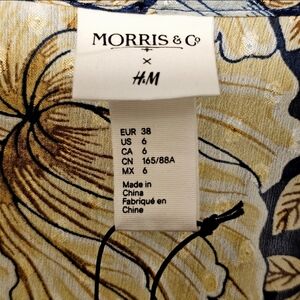 MORRIS & Co
×
H&M
EUR 38
US 6
CA 6
CN 165/88A
MX 6
Made in
China
Fabriqué en
Chine